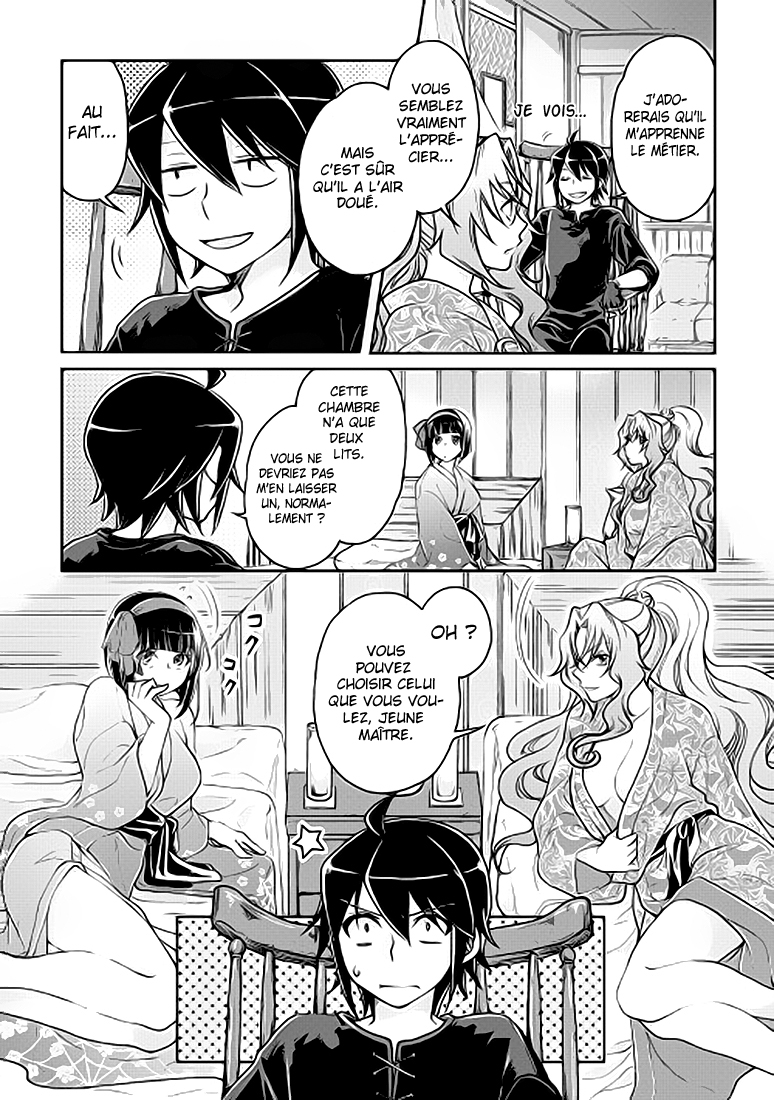 J'ADO-
RERAIS QU'IL
M'APPRENNE
LE MÉTIER.
JE VOIS...
VOUS
SEMBLEZ
VRAIMENT
L'APPRÉ-
CIER...
MAIS
C'EST SÛR
QU'IL A L'AIR
DOUÉ.
AU
FAIT...
CETTE
CHAMBRE
N'A QUE
DEUX
LITS.
VOUS NE
DEVRIEZ PAS
M'EN LAISSER
UN, NORMA-
LEMENT ?
OH ?
VOUS
POUVEZ
CHOISIR CELUI
QUE VOUS VOU-
LEZ, JEUNE
MAÎTRE.
コロ